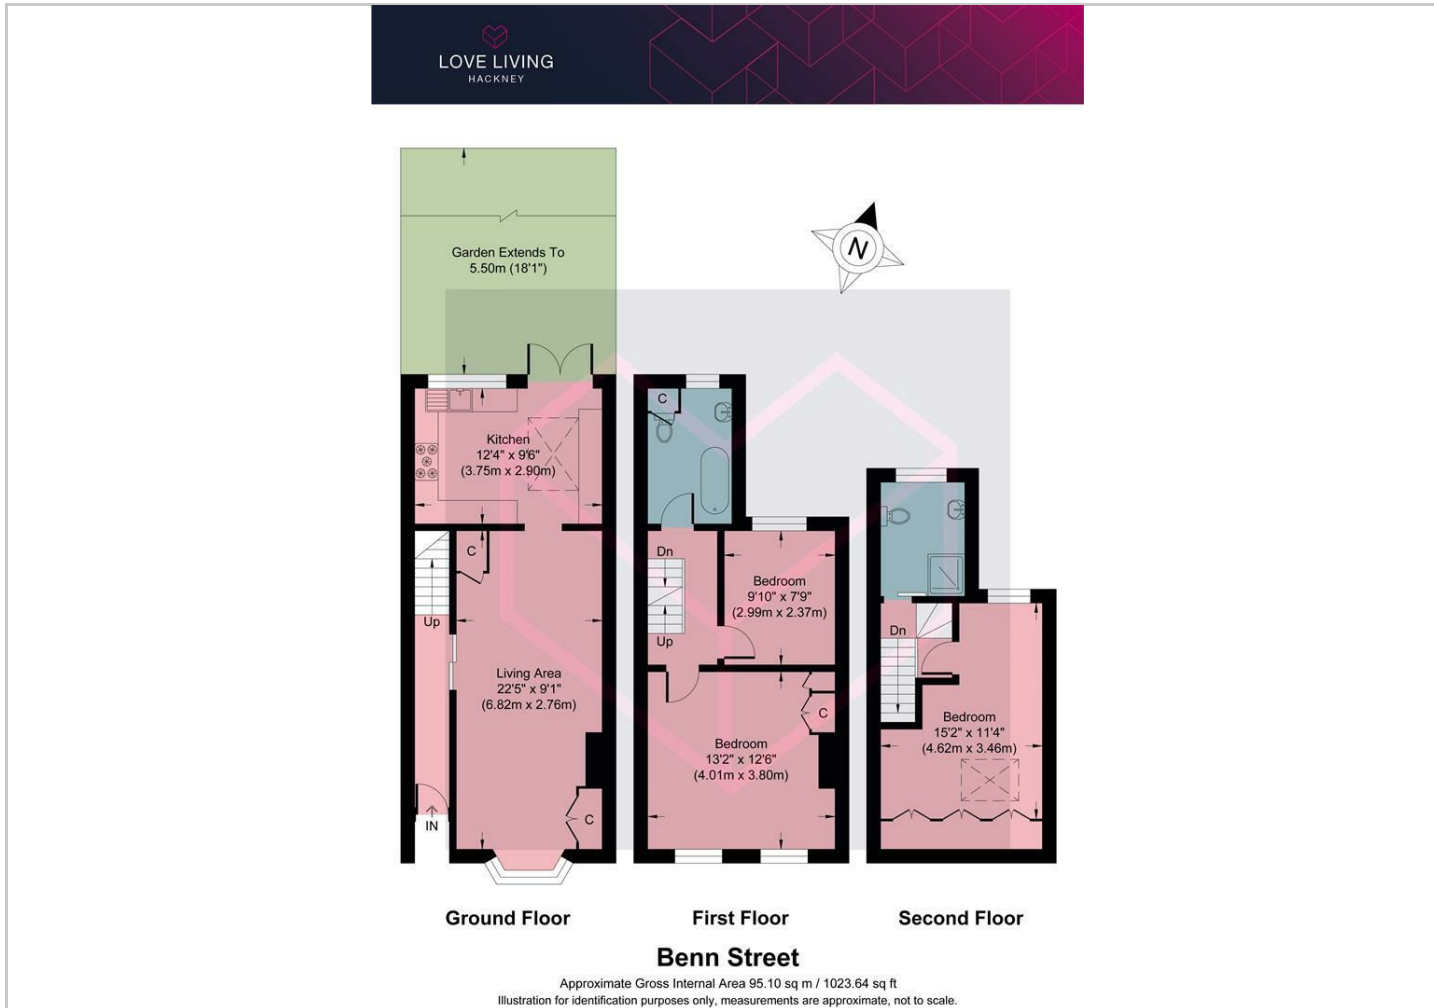 LOVE LIVING
HACKNEY
Garden Extends To
5.50m (18'1")
N
Kitchen
12'4" x 9'6"
(3.75m x 2.90m)
C
Up
Living Area
22'5" x 9'1"
(6.82m x 2.76m)
C
IN
C
Dn
Up
Bedroom
9'10" x 7'9"
(2.99m x 2.37m)
C
Bedroom
13'2" x 12'6"
(4.01m x 3.80m)
Dn
Bedroom
15'2" x 11'4"
(4.62m x 3.46m)
Ground Floor
First Floor
Second Floor
Benn Street
Approximate Gross Internal Area 95.10 sq m / 1023.64 sq ft
Illustration for identification purposes only, measurements are approximate, not to scale.